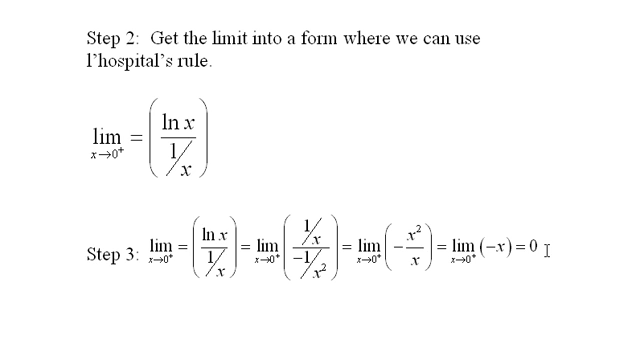 Step 2: Get the limit into a form where we can use
l'hospital's rule.
lim x→0⁺ = (ln x / (1/x))
Step 3: lim x→0⁺ = (ln x / (1/x)) = lim x→0⁺ ((1/x) / (−1/x²)) = lim x→0⁺ (− x²/x) = lim x→0⁺ (−x) = 0